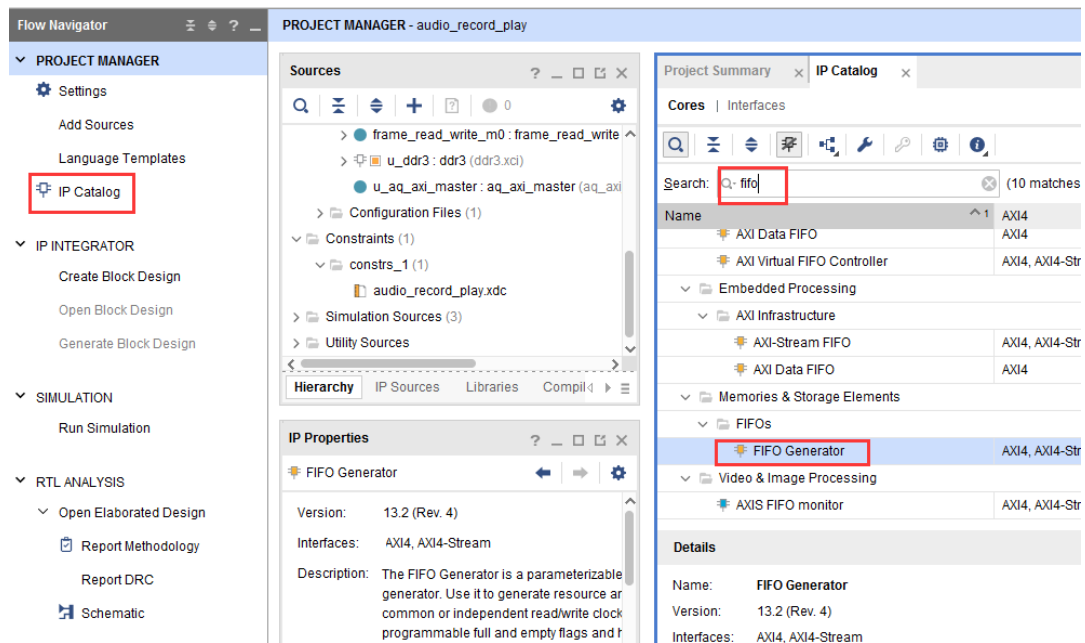 Flow Navigator
PROJECT MANAGER
Settings
Add Sources
Language Templates
IP Catalog
IP INTEGRATOR
Create Block Design
Open Block Design
Generate Block Design
SIMULATION
Run Simulation
RTL ANALYSIS
Open Elaborated Design
Report Methodology
Report DRC
Schematic
PROJECT MANAGER - audio_record_play
Sources
0
frame_read_write_m0 : frame_read_write
u_ddr3 : ddr3 (ddr3.xci)
u_aq_axi_master : aq_axi_master (aq_axi
Configuration Files (1)
Constraints (1)
constrs_1 (1)
audio_record_play.xdc
Simulation Sources (3)
Utility Sources
Hierarchy IP Sources Libraries Compil
IP Properties
FIFO Generator
Version: 13.2 (Rev. 4)
Interfaces: AXI4, AXI4-Stream
Description: The FIFO Generator is a parameterizable
generator. Use it to generate resource ar
common or independent read/write clock
programmable full and empty flags and h
Project Summary IP Catalog
Cores | Interfaces
Search: fifo (10 matches
Name 1 AXI4
AXI Data FIFO AXI4
AXI Virtual FIFO Controller AXI4, AXI4-Str
Embedded Processing
AXI Infrastructure
AXI-Stream FIFO AXI4, AXI4-Str
AXI Data FIFO AXI4
Memories & Storage Elements
FIFOs
FIFO Generator AXI4, AXI4-Str
Video & Image Processing
AXIS FIFO monitor AXI4, AXI4-Str
Details
Name: FIFO Generator
Version: 13.2 (Rev. 4)
Interfaces: AXI4, AXI4-Stream